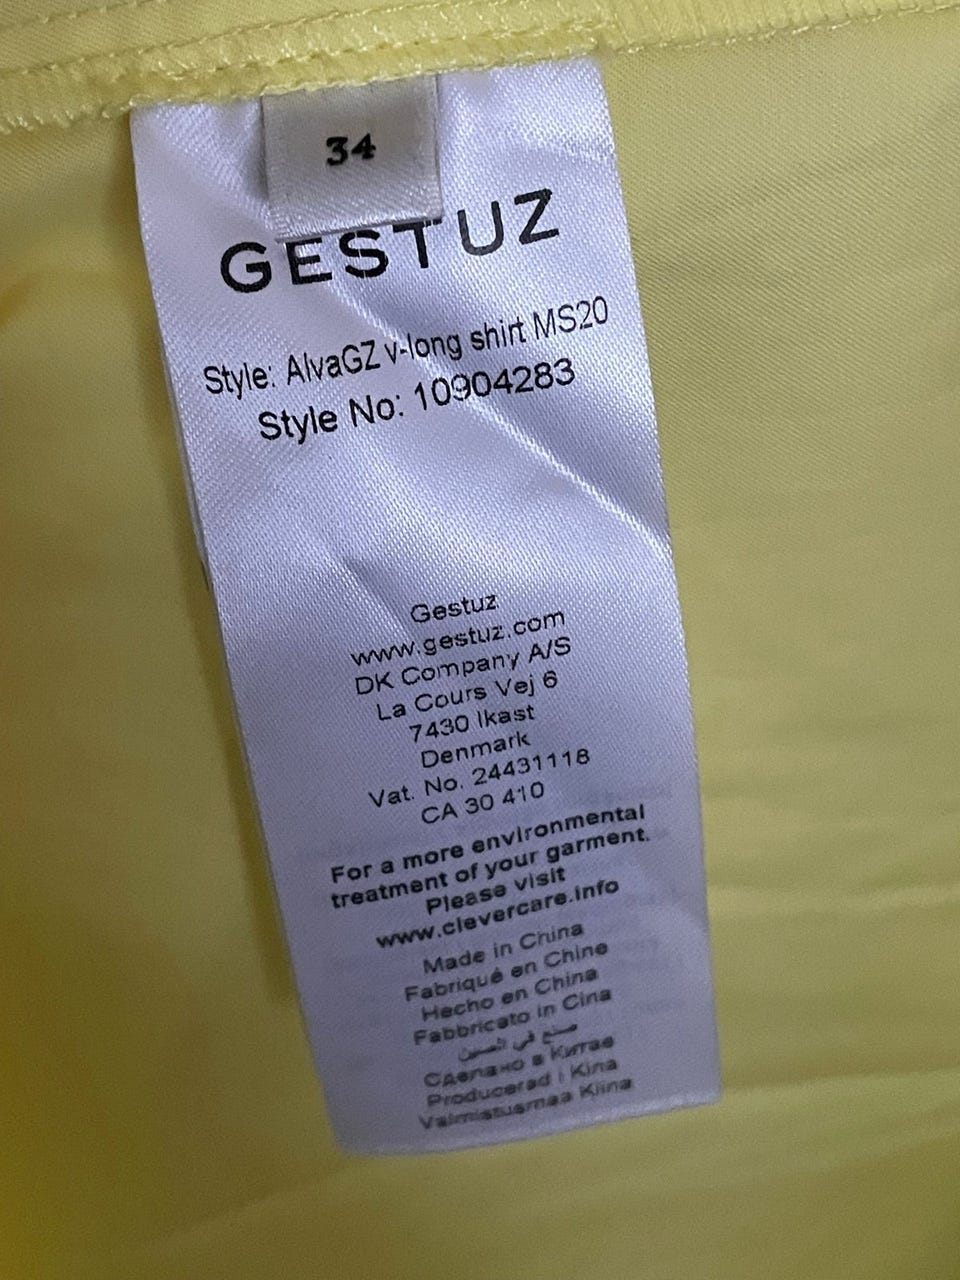 34
GESTUZ
Style: AlvaGZ v-long shirt MS20
Style No: 10904283
Gestuz
www.gestuz.com
DK Company A/S
La Cours Vej 6
7430 Ikast
Denmark
Vat. No. 24431118
CA 30 410
For a more environmental
treatment of your garment.
Please visit
www.clevercare.info
Made in China
Fabriqué en Chine
Hecho en China
Fabbricato in Cina
صنع في الصين
Сделано в Китае
Producerad i Kina
Valmistusmaa Kiina